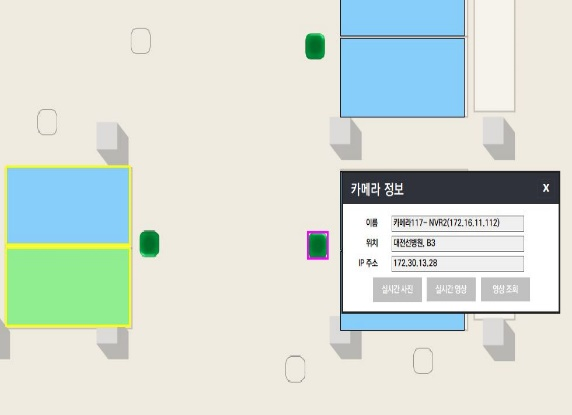 카메라 정보 X
이름 카메라117- NVR2(172.16.11.112)
위치 대전선병원, B3
IP 주소 172.30.13.28
실시간 사진 실시간 영상 영상 조회